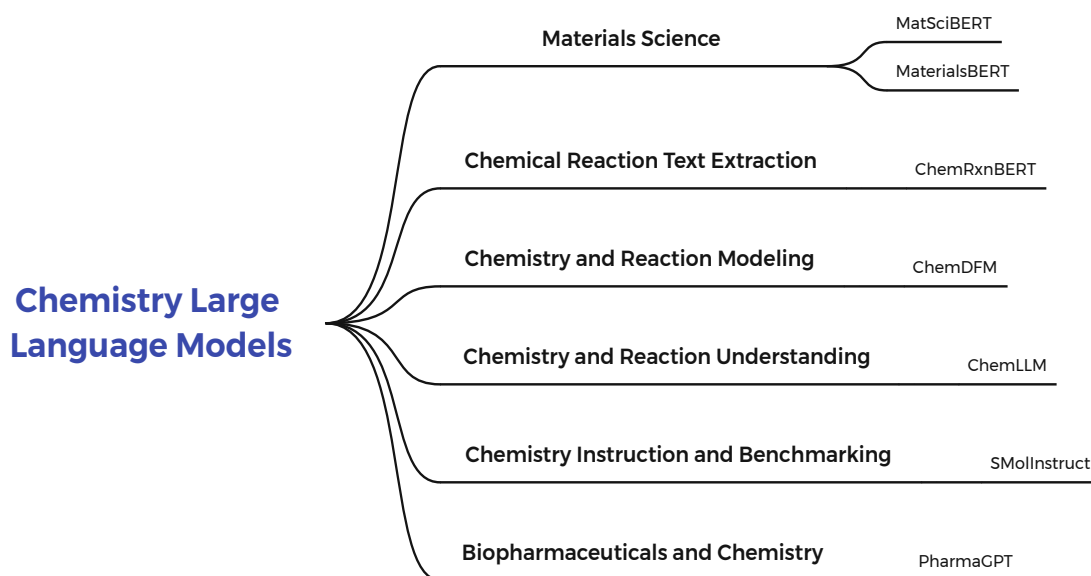 Chemistry Large
Language Models
Materials Science
MatSciBERT
MaterialsBERT
Chemical Reaction Text Extraction
ChemRxnBERT
Chemistry and Reaction Modeling
ChemDFM
Chemistry and Reaction Understanding
ChemLLM
Chemistry Instruction and Benchmarking
SMolInstruct
Biopharmaceuticals and Chemistry
PharmaGPT